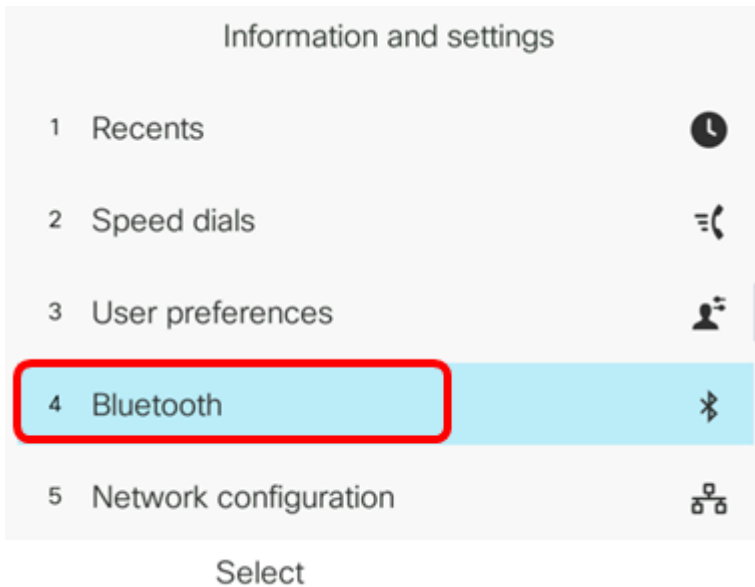 Information and settings
1 Recents
2 Speed dials
3 User preferences
4 Bluetooth
5 Network configuration
Select